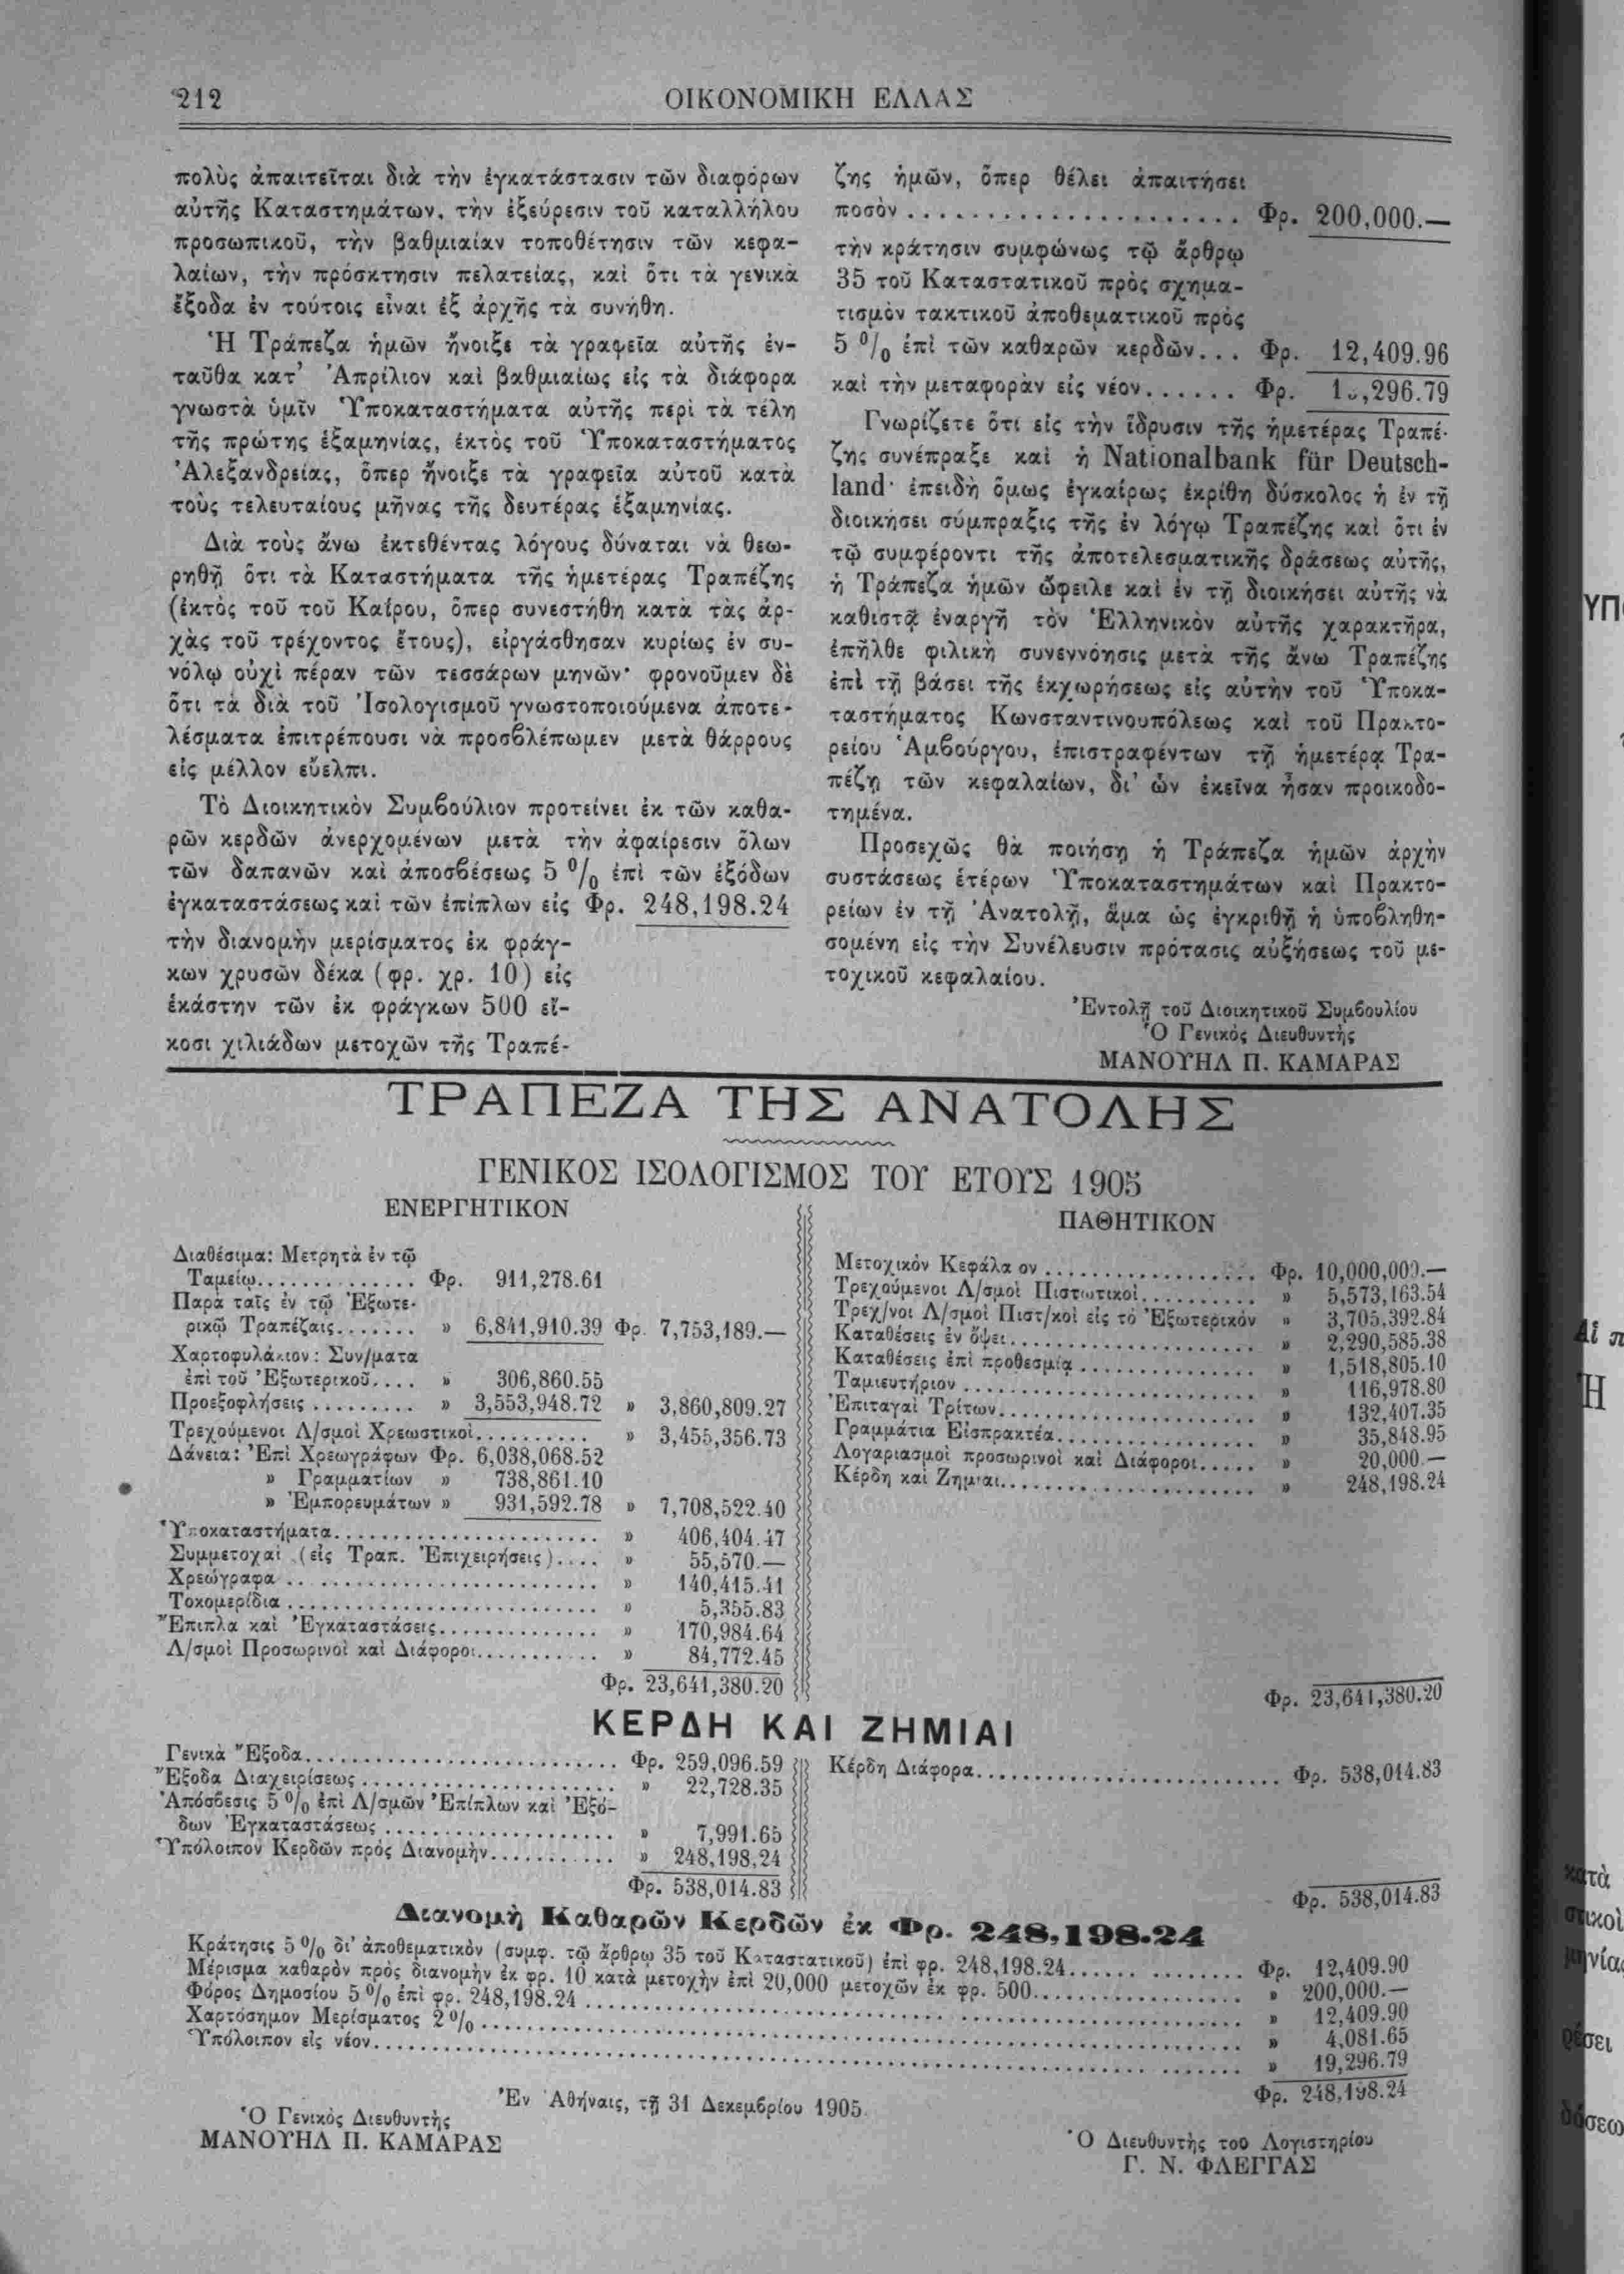 212
ΟΙΚΟΝΟΜΙΚΗ ΕΛΛΑΣ
πολὺς ἀπαιτεῖται διὰ τὴν ἐγκατάστασιν τῶν διαφόρων
αὐτῆς Καταστημάτων, τὴν ἐξεύρεσιν τοῦ καταλλήλου
προσωπικοῦ, τὴν βαθμιαίαν τοποθέτησιν τῶν κεφα-
λαίων, τὴν πρόσκτησιν πελατείας, καὶ ὅτι τὰ γενικὰ
ἔξοδα ἐν τούτοις εἶναι ἐξ ἀρχῆς τὰ συνήθη.
Ἡ Τράπεζα ἡμῶν ἤνοιξε τὰ γραφεῖα αὐτῆς ἐν-
ταῦθα κατ' Ἀπρίλιον καὶ βαθμιαίως εἰς τὰ διάφορα
γνωστὰ ὑμῖν Ὑποκαταστήματα αὐτῆς περὶ τὰ τέλη
τῆς πρώτης ἑξαμηνίας, ἐκτὸς τοῦ Ὑποκαταστήματος
Ἀλεξανδρείας, ὅπερ ἤνοιξε τὰ γραφεῖα αὐτοῦ κατὰ
τοὺς τελευταίους μῆνας τῆς δευτέρας ἑξαμηνίας.
Διὰ τοὺς ἄνω ἐκτεθέντας λόγους δύναται νὰ θεω-
ρηθῇ ὅτι τὰ Καταστήματα τῆς ἡμετέρας Τραπέζης
(ἐκτὸς τοῦ τοῦ Καΐρου, ὅπερ συνεστήθη κατὰ τὰς ἀρ-
χὰς τοῦ τρέχοντος ἔτους), εἰργάσθησαν κυρίως ἐν συ-
νόλῳ οὐχὶ πέραν τῶν τεσσάρων μηνῶν· φρονοῦμεν δὲ
ὅτι τὰ διὰ τοῦ Ἰσολογισμοῦ γνωστοποιούμενα ἀποτε-
λέσματα ἐπιτρέπουσι νὰ προσβλέπωμεν μετὰ θάρρους
εἰς μέλλον εὔελπι.
Τὸ Διοικητικὸν Συμβούλιον προτείνει ἐκ τῶν καθα-
ρῶν κερδῶν ἀνερχομένων μετὰ τὴν ἀφαίρεσιν ὅλων
τῶν δαπανῶν καὶ ἀποσβέσεως 5 % ἐπὶ τῶν ἐξόδων
ἐγκαταστάσεως καὶ τῶν ἐπίπλων εἰς Φρ. 248,198.24
τὴν διανομὴν μερίσματος ἐκ φράγ-
κων χρυσῶν δέκα (φρ. χρ. 10) εἰς
ἑκάστην τῶν ἐκ φράγκων 500 εἴ-
κοσι χιλιάδων μετοχῶν τῆς Τραπέ-
ζης ἡμῶν, ὅπερ θέλει ἀπαιτήσει
ποσὸν ..................... Φρ. 200,000.—
τὴν κράτησιν συμφώνως τῷ ἄρθρῳ
35 τοῦ Καταστατικοῦ πρὸς σχημα-
τισμὸν τακτικοῦ ἀποθεματικοῦ πρὸς
5 % ἐπὶ τῶν καθαρῶν κερδῶν... Φρ. 12,409.96
καὶ τὴν μεταφορὰν εἰς νέον...... Φρ.
Γνωρίζετε ὅτι εἰς τὴν ἵδρυσιν τῆς ἡμετέρας Τραπέ-
ζης συνέπραξε καὶ ἡ Nationalbank für Deutsch-
land· ἐπειδὴ ὅμως ἐγκαίρως ἐκρίθη δύσκολος ἡ ἐν τῇ
διοικήσει σύμπραξις τῆς ἐν λόγῳ Τραπέζης καὶ ὅτι ἐν
τῷ συμφέροντι τῆς ἀποτελεσματικῆς δράσεως αὐτῆς,
ἡ Τράπεζα ἡμῶν ὤφειλε καὶ ἐν τῇ διοικήσει αὐτῆς νὰ
καθιστᾷ ἐναργῆ τὸν Ἑλληνικὸν αὐτῆς χαρακτῆρα,
ἐπῆλθε φιλικὴ συνεννόησις μετὰ τῆς ἄνω Τραπέζης
ἐπὶ τῇ βάσει τῆς ἐκχωρήσεως εἰς αὐτὴν τοῦ Ὑποκα-
ταστήματος Κωνσταντινουπόλεως καὶ τοῦ Πρακτο-
ρείου Ἁμβούργου, ἐπιστραφέντων τῇ ἡμετέρᾳ Τρα-
πέζῃ τῶν κεφαλαίων, δι' ὧν ἐκεῖνα ἦσαν προικοδο-
τημένα.
Προσεχῶς θὰ ποιήσῃ ἡ Τράπεζα ἡμῶν ἀρχὴν
συστάσεως ἑτέρων Ὑποκαταστημάτων καὶ Πρακτο-
ρείων ἐν τῇ Ἀνατολῇ, ἅμα ὡς ἐγκριθῇ ἡ ὑποβληθη-
σομένη εἰς τὴν Συνέλευσιν πρότασις αὐξήσεως τοῦ με-
τοχικοῦ κεφαλαίου.
Ἐντολῇ τοῦ Διοικητικοῦ Συμβουλίου
Ὁ Γενικὸς Διευθυντὴς
ΜΑΝΟΥΗΛ Π. ΚΑΜΑΡΑΣ
ΤΡΑΠΕΖΑ ΤΗΣ ΑΝΑΤΟΛΗΣ
ΓΕΝΙΚΟΣ ΙΣΟΛΟΓΙΣΜΟΣ ΤΟΥ ΕΤΟΥΣ 1905
ΕΝΕΡΓΗΤΙΚΟΝ
Διαθέσιμα: Μετρητὰ ἐν τῷ
Ταμείῳ.............. Φρ. 911,278.61
Παρὰ ταῖς ἐν τῷ Ἐξωτε-
ρικῷ Τραπέζαις....... » 6,841,910.39 Φρ. 7,753,189.—
Χαρτοφυλάκιον: Συν/ματα
ἐπὶ τοῦ Ἐξωτερικοῦ.... » 306,860.55
Προεξοφλήσεις ......... » 3,553,948.72 » 3,860,809.27
Τρεχούμενοι Λ/σμοὶ Χρεωστικοὶ.......... » 3,455,356.73
Δάνεια: Ἐπὶ Χρεωγράφων Φρ. 6,038,068.52
» Γραμματίων » 738,861.10
» Ἐμπορευμάτων » 931,592.78 » 7,708,522.40
Ὑποκαταστήματα....................... » 406,404.47
Συμμετοχαὶ (εἰς Τραπ. Ἐπιχειρήσεις).... » 55,570.—
Χρεώγραφα ........................... » 140,415.41
Τοκομερίδια ........................... » 5,355.83
Ἔπιπλα καὶ Ἐγκαταστάσεις.............. » 170,984.64
Λ/σμοὶ Προσωρινοὶ καὶ Διάφοροι........... » 84,772.45
Φρ. 23,641,380.20
ΠΑΘΗΤΙΚΟΝ
Μετοχικὸν Κεφάλα ον .................. Φρ. 10,000,000.—
Τρεχούμενοι Λ/σμοὶ Πιστωτικοὶ.......... » 5,573,163.54
Τρεχ/νοι Λ/σμοὶ Πιστ/κοὶ εἰς τὸ Ἐξωτερικόν » 3,705,392.84
Καταθέσεις ἐν ὄψει..................... » 2,290,585.38
Καταθέσεις ἐπὶ προθεσμίᾳ ............... » 1,518,805.10
Ταμιευτήριον ......................... » 116,978.80
Ἐπιταγαὶ Τρίτων...................... » 132,407.35
Γραμμάτια Εἰσπρακτέα................. » 35,848.95
Λογαριασμοὶ προσωρινοὶ καὶ Διάφοροι..... » 20,000.—
Κέρδη καὶ Ζημίαι...................... » 248,198.24
Φρ. 23,641,380.20
ΚΕΡΔΗ ΚΑΙ ΖΗΜΙΑΙ
Γενικὰ Ἔξοδα........................... Φρ. 259,096.59
Ἔξοδα Διαχειρίσεως ...................... » 22,728.35
Ἀπόσβεσις 5 % ἐπὶ Λ/σμῶν Ἐπίπλων καὶ Ἐξό-
δων Ἐγκαταστάσεως .................... » 7,991.65
Ὑπόλοιπον Κερδῶν πρὸς Διανομὴν........... » 248,198,24
Φρ. 538,014.83
Κέρδη Διάφορα.......................... Φρ. 538,014.83
Φρ. 538,014.83
Διανομὴ Καθαρῶν Κερδῶν ἐκ Φρ. 248,198.24
Κράτησις 5 % δι' ἀποθεματικὸν (συμφ. τῷ ἄρθρῳ 35 τοῦ Καταστατικοῦ) ἐπὶ φρ. 248,198.24............... Φρ. 12,409.90
Μέρισμα καθαρὸν πρὸς διανομὴν ἐκ φρ. 10 κατὰ μετοχὴν ἐπὶ 20,000 μετοχῶν ἐκ φρ. 500.................. » 200,000.—
Φόρος Δημοσίου 5 % ἐπὶ φρ. 248,198.24 .................... » 12,409.90
Χαρτόσημον Μερίσματος 2 % .................... » 4,081.65
Ὑπόλοιπον εἰς νέον.................... » 19,296.79
Φρ. 248,198.24
Ἐν Ἀθήναις, τῇ 31 Δεκεμβρίου 1905
Ὁ Γενικὸς Διευθυντὴς
ΜΑΝΟΥΗΛ Π. ΚΑΜΑΡΑΣ
Ὁ Διευθυντὴς τοῦ Λογιστηρίου
Γ. Ν. ΦΛΕΓΓΑΣ